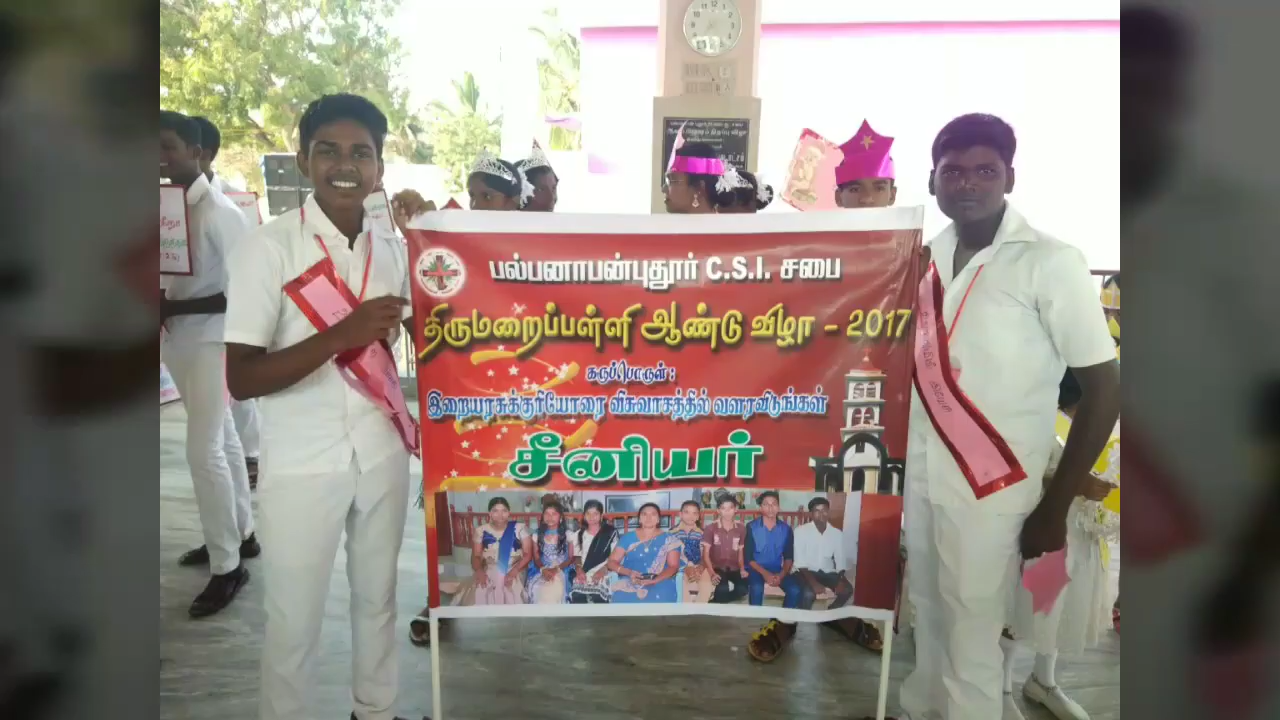 பல்பனாபன்புதூர் C.S.I. சபை
திருமறைப்பள்ளி ஆண்டு விழா - 2017
கருப்பொருள் :
இறையரசுக்குரியோரை விசுவாசத்தில் வளரவிடுங்கள்
சீனியர்